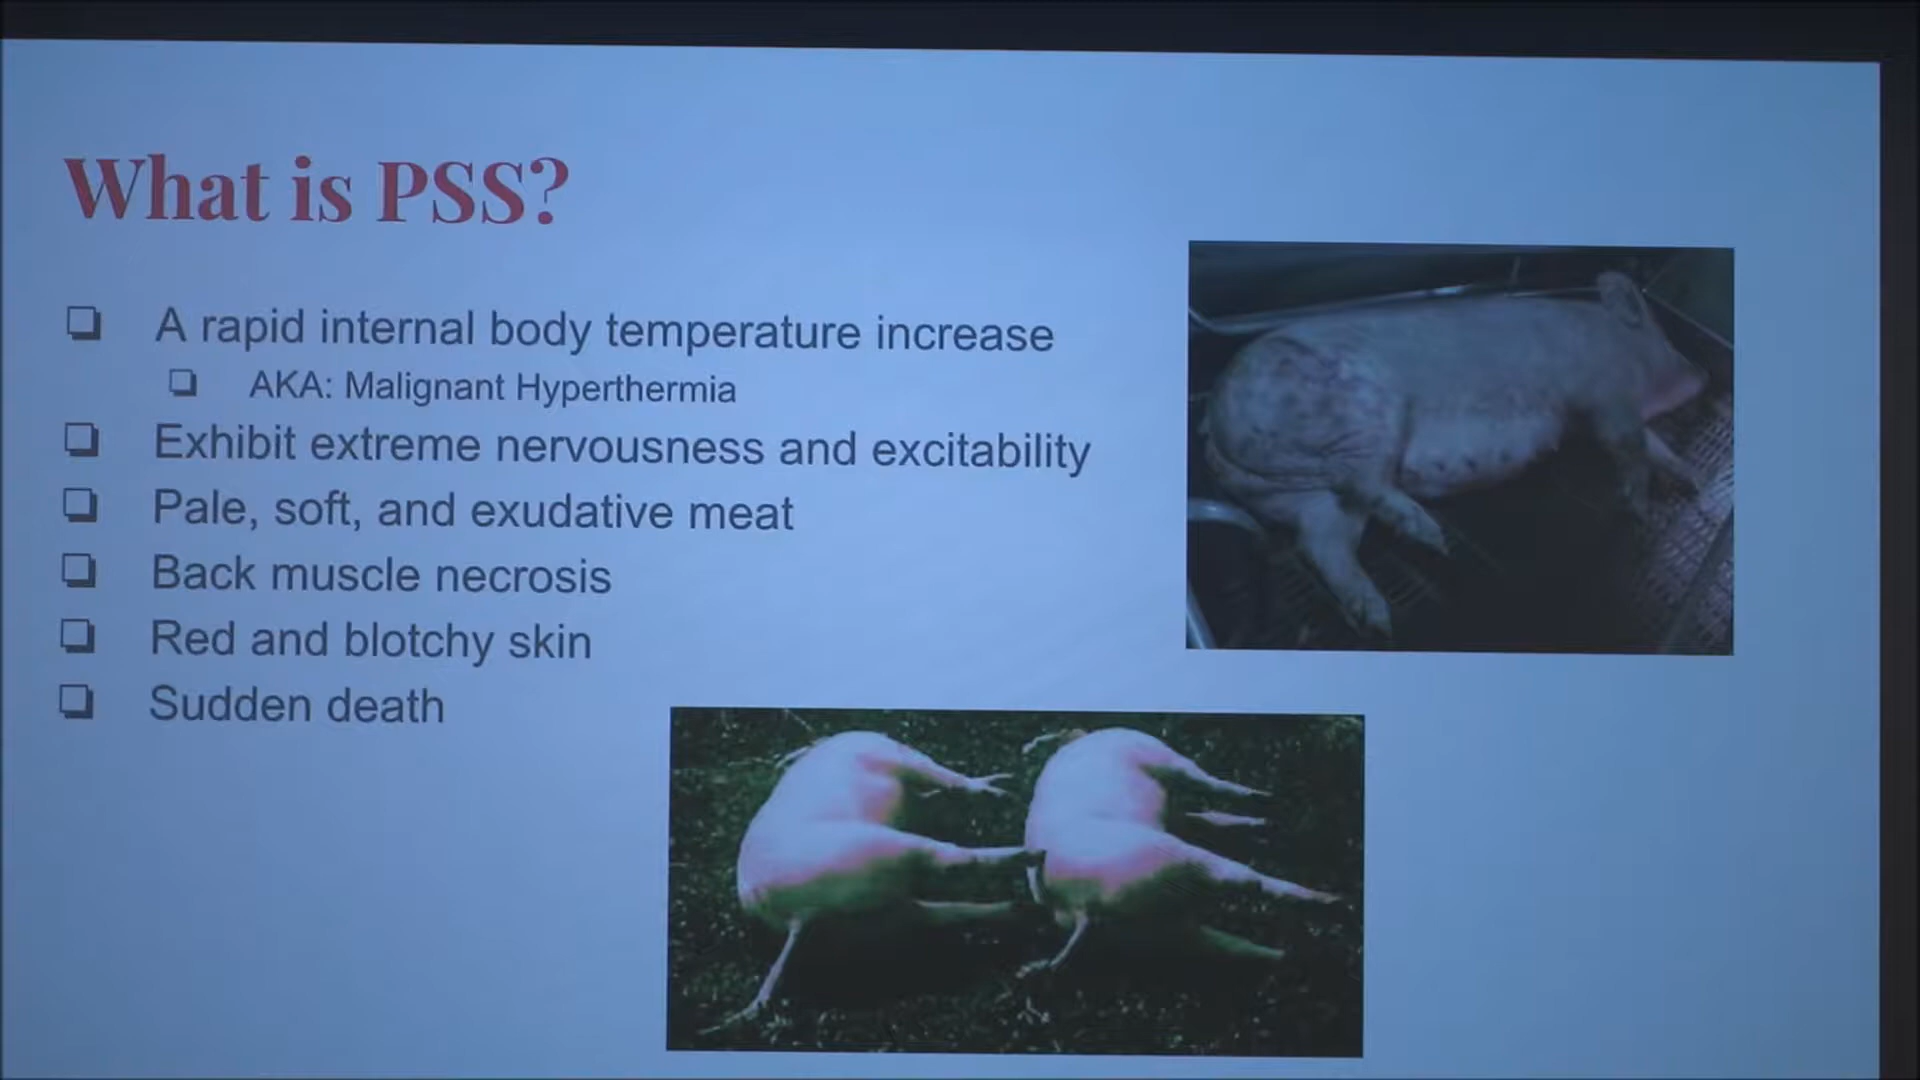 What is PSS?
A rapid internal body temperature increase
AKA: Malignant Hyperthermia
Exhibit extreme nervousness and excitability
Pale, soft, and exudative meat
Back muscle necrosis
Red and blotchy skin
Sudden death